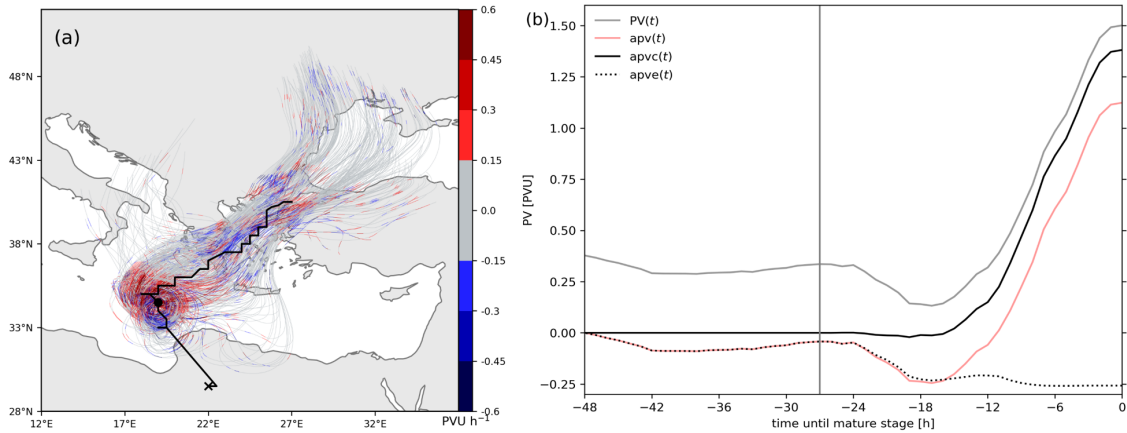 (a)
48°N
43°N
38°N
33°N
28°N
12°E
17°E
22°E
27°E
32°E
PVU h⁻¹
0.6
0.45
0.3
0.15
0.0
-0.15
-0.3
-0.45
-0.6
(b)
PV(t)
apv(t)
apvc(t)
apve(t)
PV [PVU]
1.50
1.25
1.00
0.75
0.50
0.25
0.00
−0.25
−48
−42
−36
−30
−24
−18
−12
−6
0
time until mature stage [h]